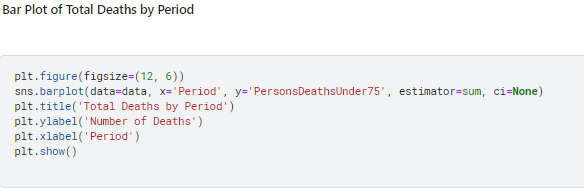 Bar Plot of Total Deaths by Period
plt.figure(figsize=(12, 6))
sns.barplot(data=data, x='Period', y='PersonsDeathsUnder75', estimator=sum, ci=None)
plt.title('Total Deaths by Period')
plt.ylabel('Number of Deaths')
plt.xlabel('Period')
plt.show()